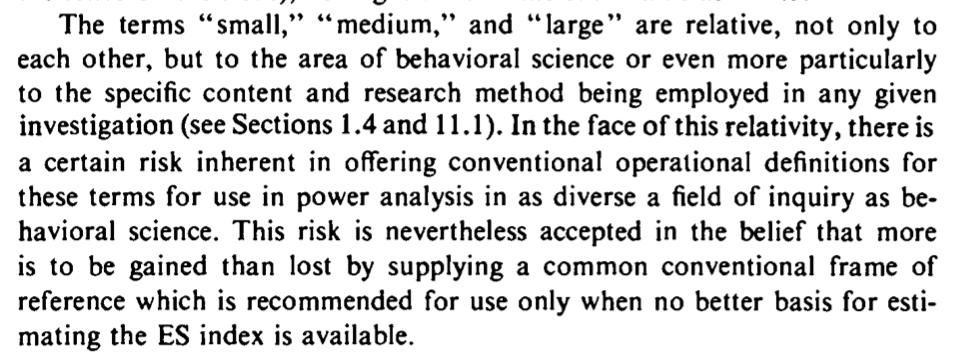 The terms “small,” “medium,” and “large” are relative, not only to
each other, but to the area of behavioral science or even more particularly
to the specific content and research method being employed in any given
investigation (see Sections 1.4 and 11.1). In the face of this relativity, there is
a certain risk inherent in offering conventional operational definitions for
these terms for use in power analysis in as diverse a field of inquiry as be-
havioral science. This risk is nevertheless accepted in the belief that more
is to be gained than lost by supplying a common conventional frame of
reference which is recommended for use only when no better basis for esti-
mating the ES index is available.